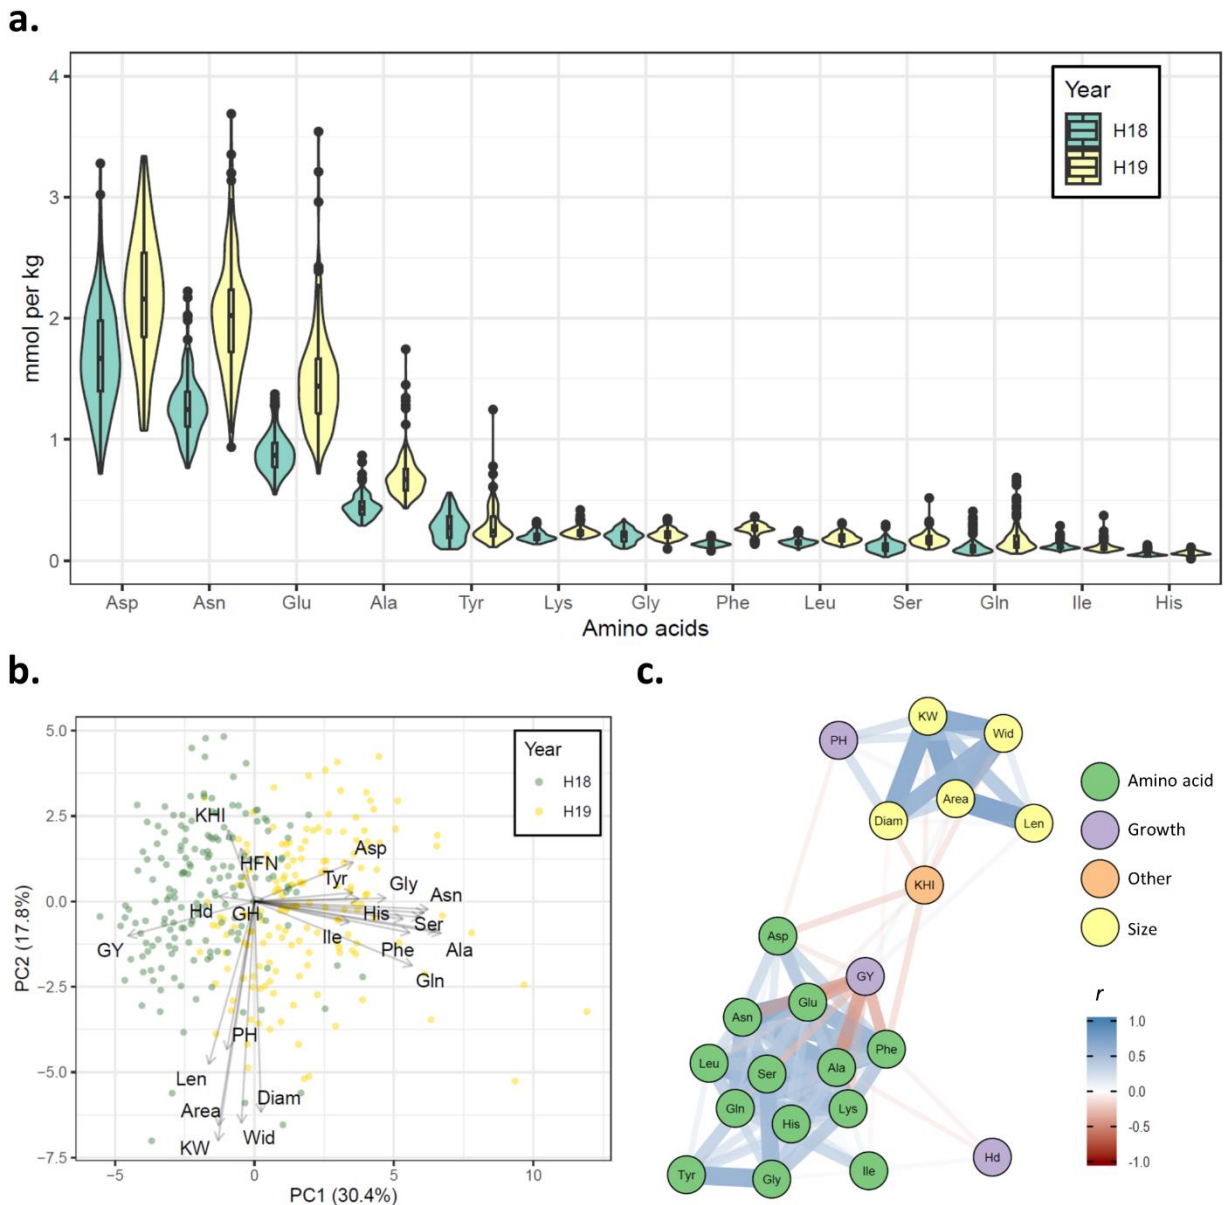 a.
4
3
2
1
0
mmol per kg
Year
H18
H19
Asp Asn Glu Ala Tyr Lys Gly Phe Leu Ser Gln Ile His
Amino acids
b.
5.0
2.5
0.0
−2.5
−5.0
−7.5
PC2 (17.8%)
Year
H18
H19
KHI
HFN
Asp
Tyr
Gly
Asn
Hd
GH
His
Ser
GY
Ile
Phe
Ala
Gln
PH
Len
Area
Diam
KW
Wid
−5 0 5 10
PC1 (30.4%)
c.
KW
PH
Wid
Area
Diam
Len
KHI
Asp
GY
Glu
Asn
Phe
Leu
Ser
Ala
Gln
His
Lys
Tyr
Gly
Ile
Hd
Amino acid
Growth
Other
Size
r
1.0
0.5
0.0
-0.5
-1.0